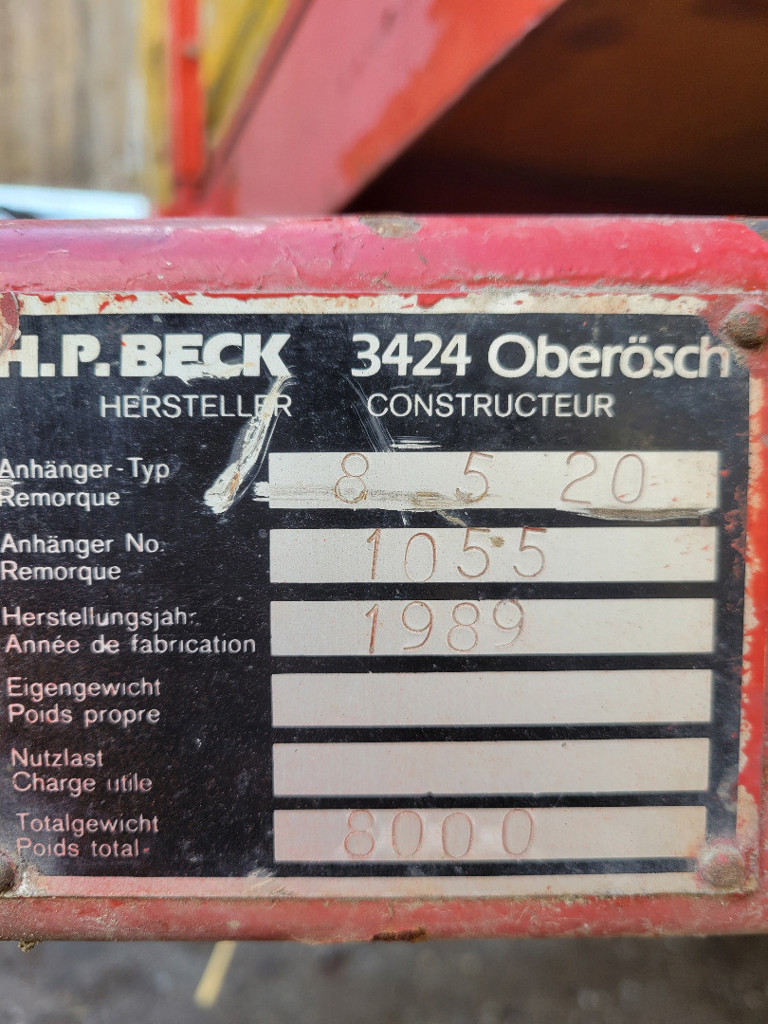 H.P. BECK 3424 Oberösch
HERSTELLER CONSTRUCTEUR
Anhänger-Typ 8 5 20
Remorque
Anhänger No. 1055
Remorque
Herstellungsjahr 1989
Année de fabrication
Eigengewicht
Poids propre
Nutzlast
Charge utile
Totalgewicht 8000
Poids total